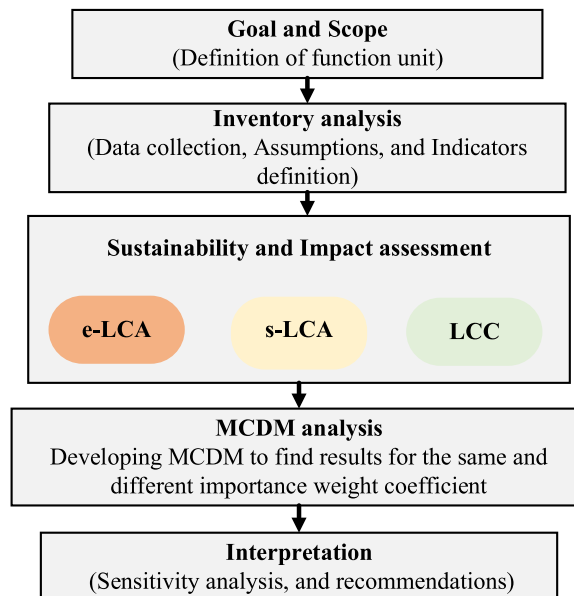 Goal and Scope
(Definition of function unit)
Inventory analysis
(Data collection, Assumptions, and Indicators
definition)
Sustainability and Impact assessment
e-LCA
s-LCA
LCC
MCDM analysis
Developing MCDM to find results for the same and
different importance weight coefficient
Interpretation
(Sensitivity analysis, and recommendations)